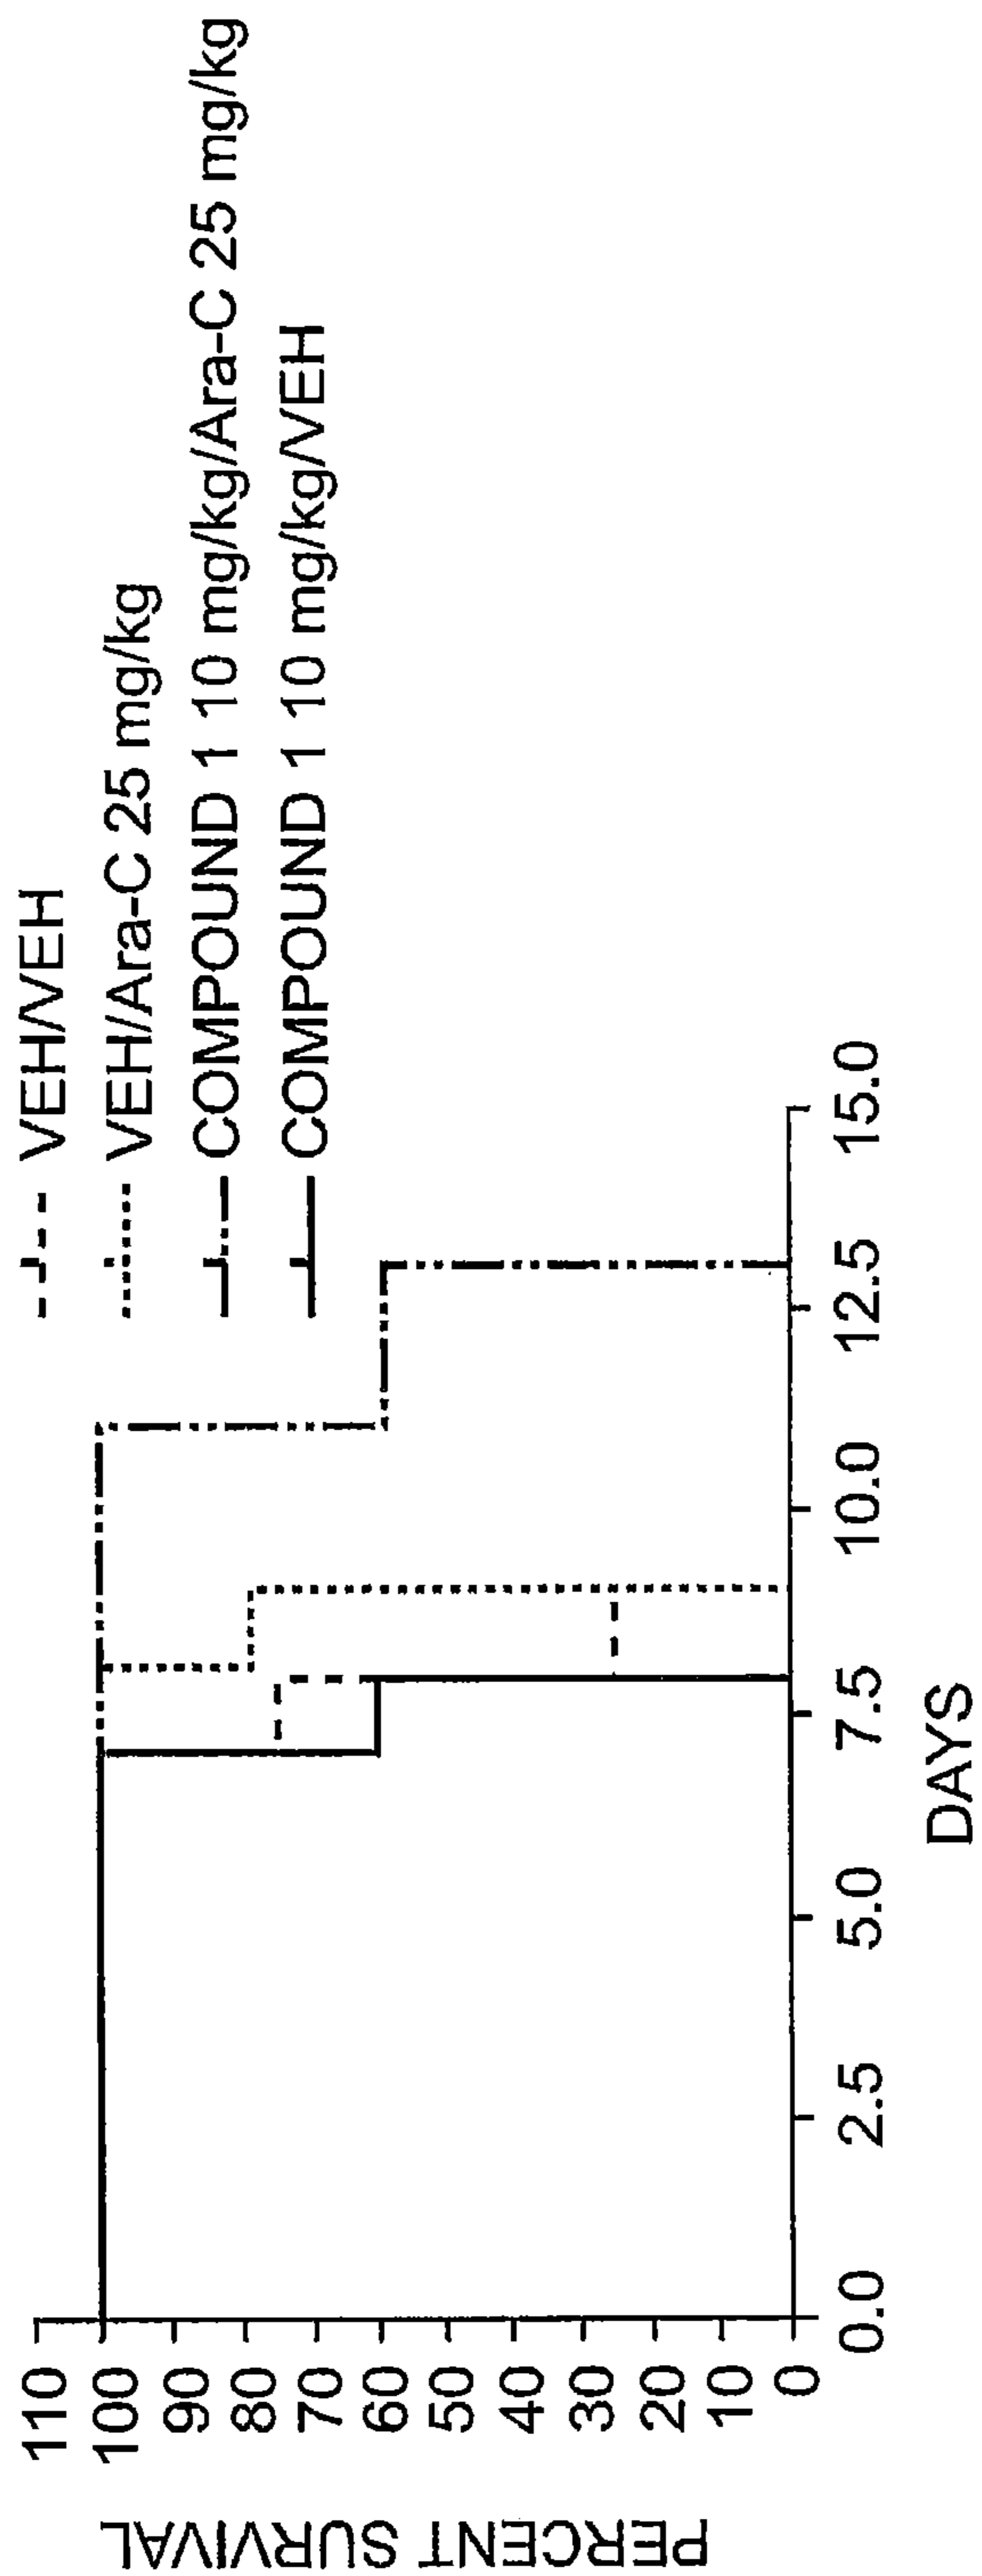 VEH/VEH
VEH/Ara-C 25 mg/kg
COMPOUND 1 10 mg/kg/Ara-C 25 mg/kg
COMPOUND 1 10 mg/kg/VEH
PERCENT SURVIVAL
110
100
90
80
70
60
50
40
30
20
10
0
0.0 2.5 5.0 7.5 10.0 12.5 15.0
DAYS